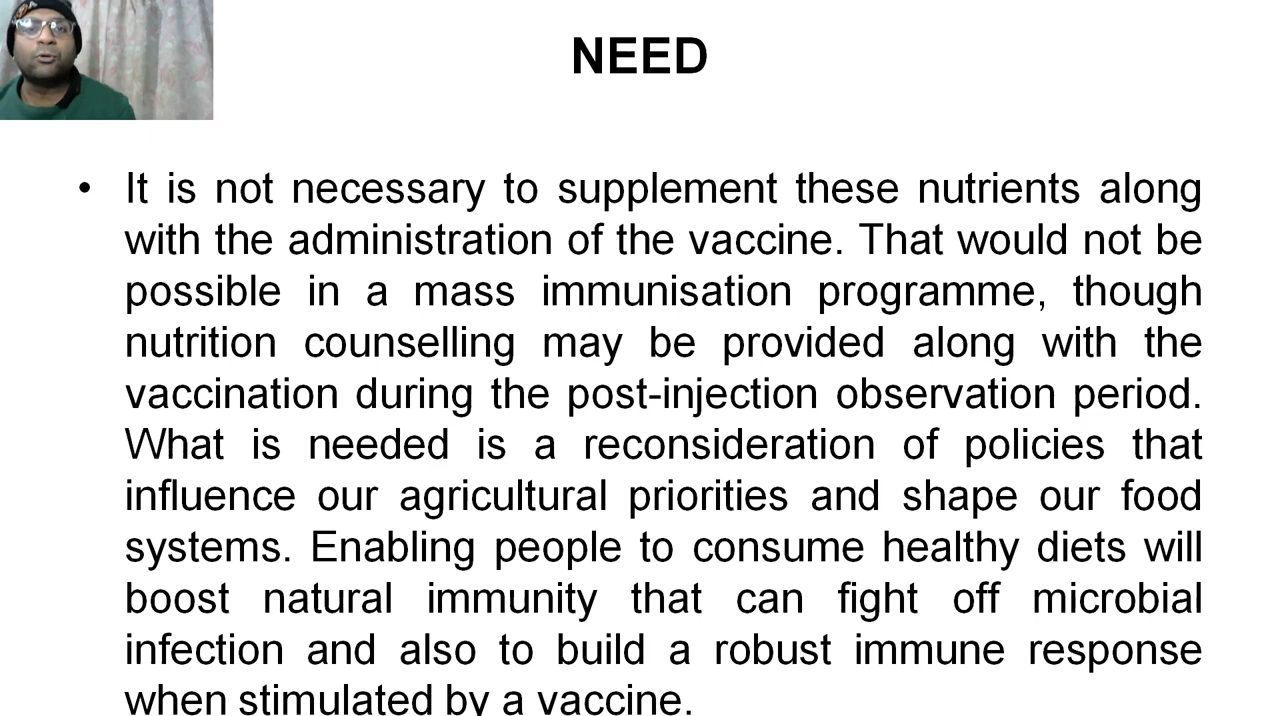 NEED
• It is not necessary to supplement these nutrients along
with the administration of the vaccine. That would not be
possible in a mass immunisation programme, though
nutrition counselling may be provided along with the
vaccination during the post-injection observation period.
What is needed is a reconsideration of policies that
influence our agricultural priorities and shape our food
systems. Enabling people to consume healthy diets will
boost natural immunity that can fight off microbial
infection and also to build a robust immune response
when stimulated by a vaccine.